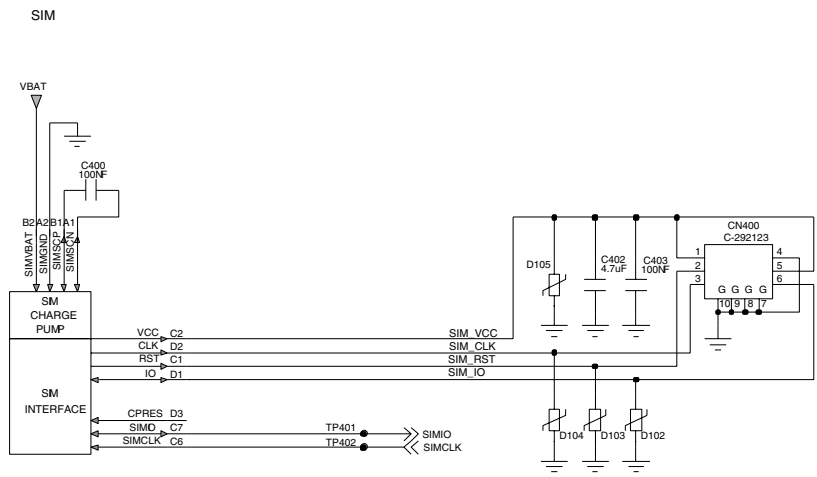 SIM
VBAT
C400
100NF
B2 A2 B1 A1
SIMVBAT
SIMGND
SIMSCP
SIMSCN
SIM
CHARGE
PUMP
VCC C2
CLK D2
RST C1
IO D1
SIM
INTERFACE
CPRES D3
SIMIO C7
SIMCLK C6
SIM_VCC
SIM_CLK
SIM_RST
SIM_IO
TP401
TP402
SIMIO
SIMCLK
D105
C402
4.7uF
C403
100NF
CN400
C-292123
1
2
3
4
5
6
G G G G
10 9 8 7
D104
D103
D102